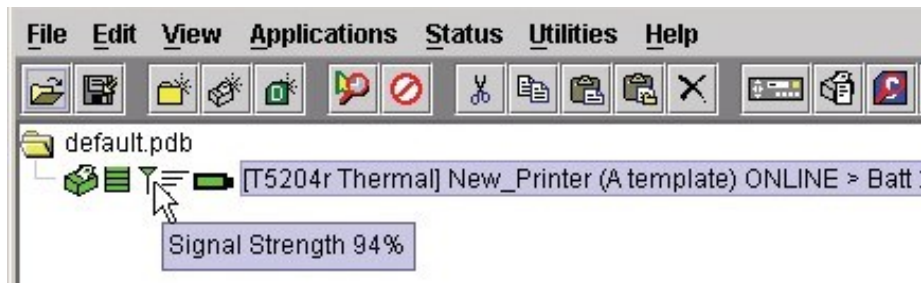 File Edit View Applications Status Utilities Help
default.pdb
[T5204r Thermal] New_Printer (A template) ONLINE > Batt
Signal Strength 94%